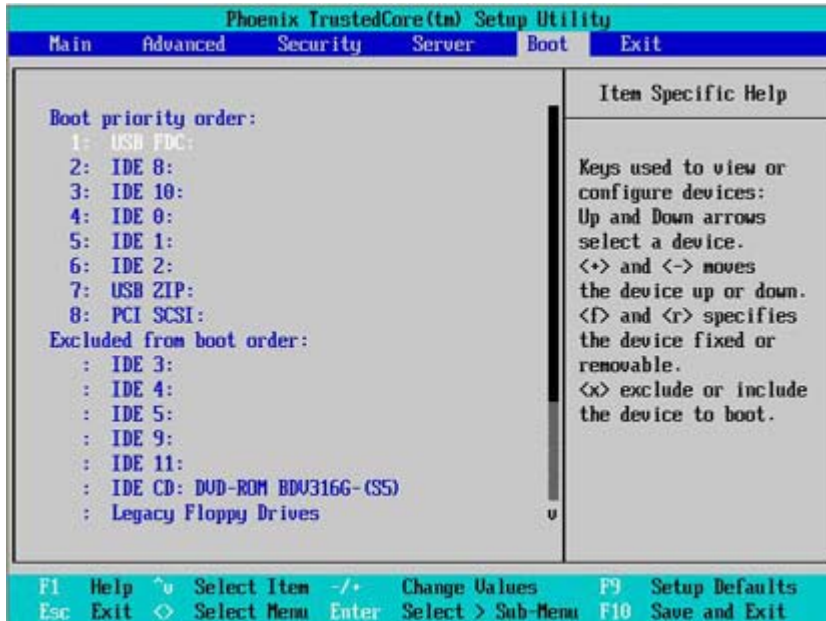 Phoenix TrustedCore(tm) Setup Utility
Main Advanced Security Server Boot Exit
Boot priority order:
1: USB FDC:
2: IDE 8:
3: IDE 10:
4: IDE 0:
5: IDE 1:
6: IDE 2:
7: USB ZIP:
8: PCI SCSI:
Excluded from boot order:
: IDE 3:
: IDE 4:
: IDE 5:
: IDE 9:
: IDE 11:
: IDE CD: DVD-ROM BDV316G-(S5)
: Legacy Floppy Drives
v
Item Specific Help
Keys used to view or
configure devices:
Up and Down arrows
select a device.
<+> and <-> moves
the device up or down.
<f> and <r> specifies
the device fixed or
removable.
<x> exclude or include
the device to boot.
F1 Help ^v Select Item -/+ Change Values F9 Setup Defaults
Esc Exit <> Select Menu Enter Select > Sub-Menu F10 Save and Exit